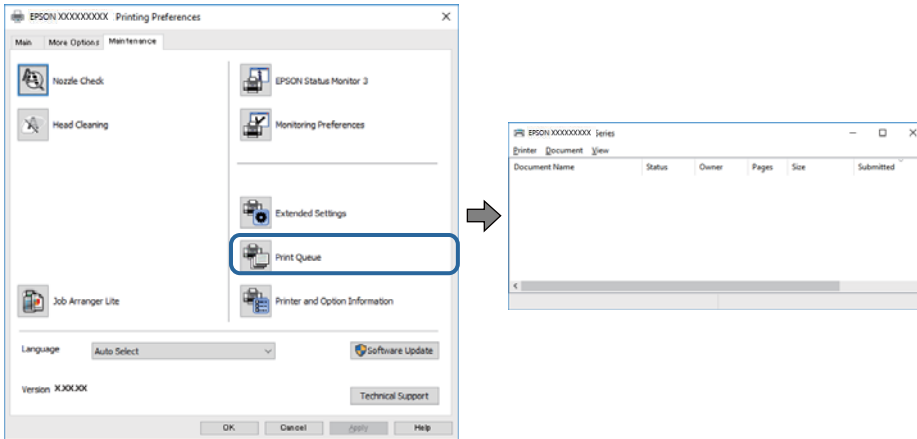 EPSON XXXXXXXXX Printing Preferences
Main More Options Maintenance
Nozzle Check
Head Cleaning
Job Arranger Lite
EPSON Status Monitor 3
Monitoring Preferences
Extended Settings
Print Queue
Printer and Option Information
Language Auto Select Software Update
Version X.XX.XX
Technical Support
OK Cancel Apply Help
EPSON XXXXXXXXX Series
Printer Document View
Document Name Status Owner Pages Size Submitted